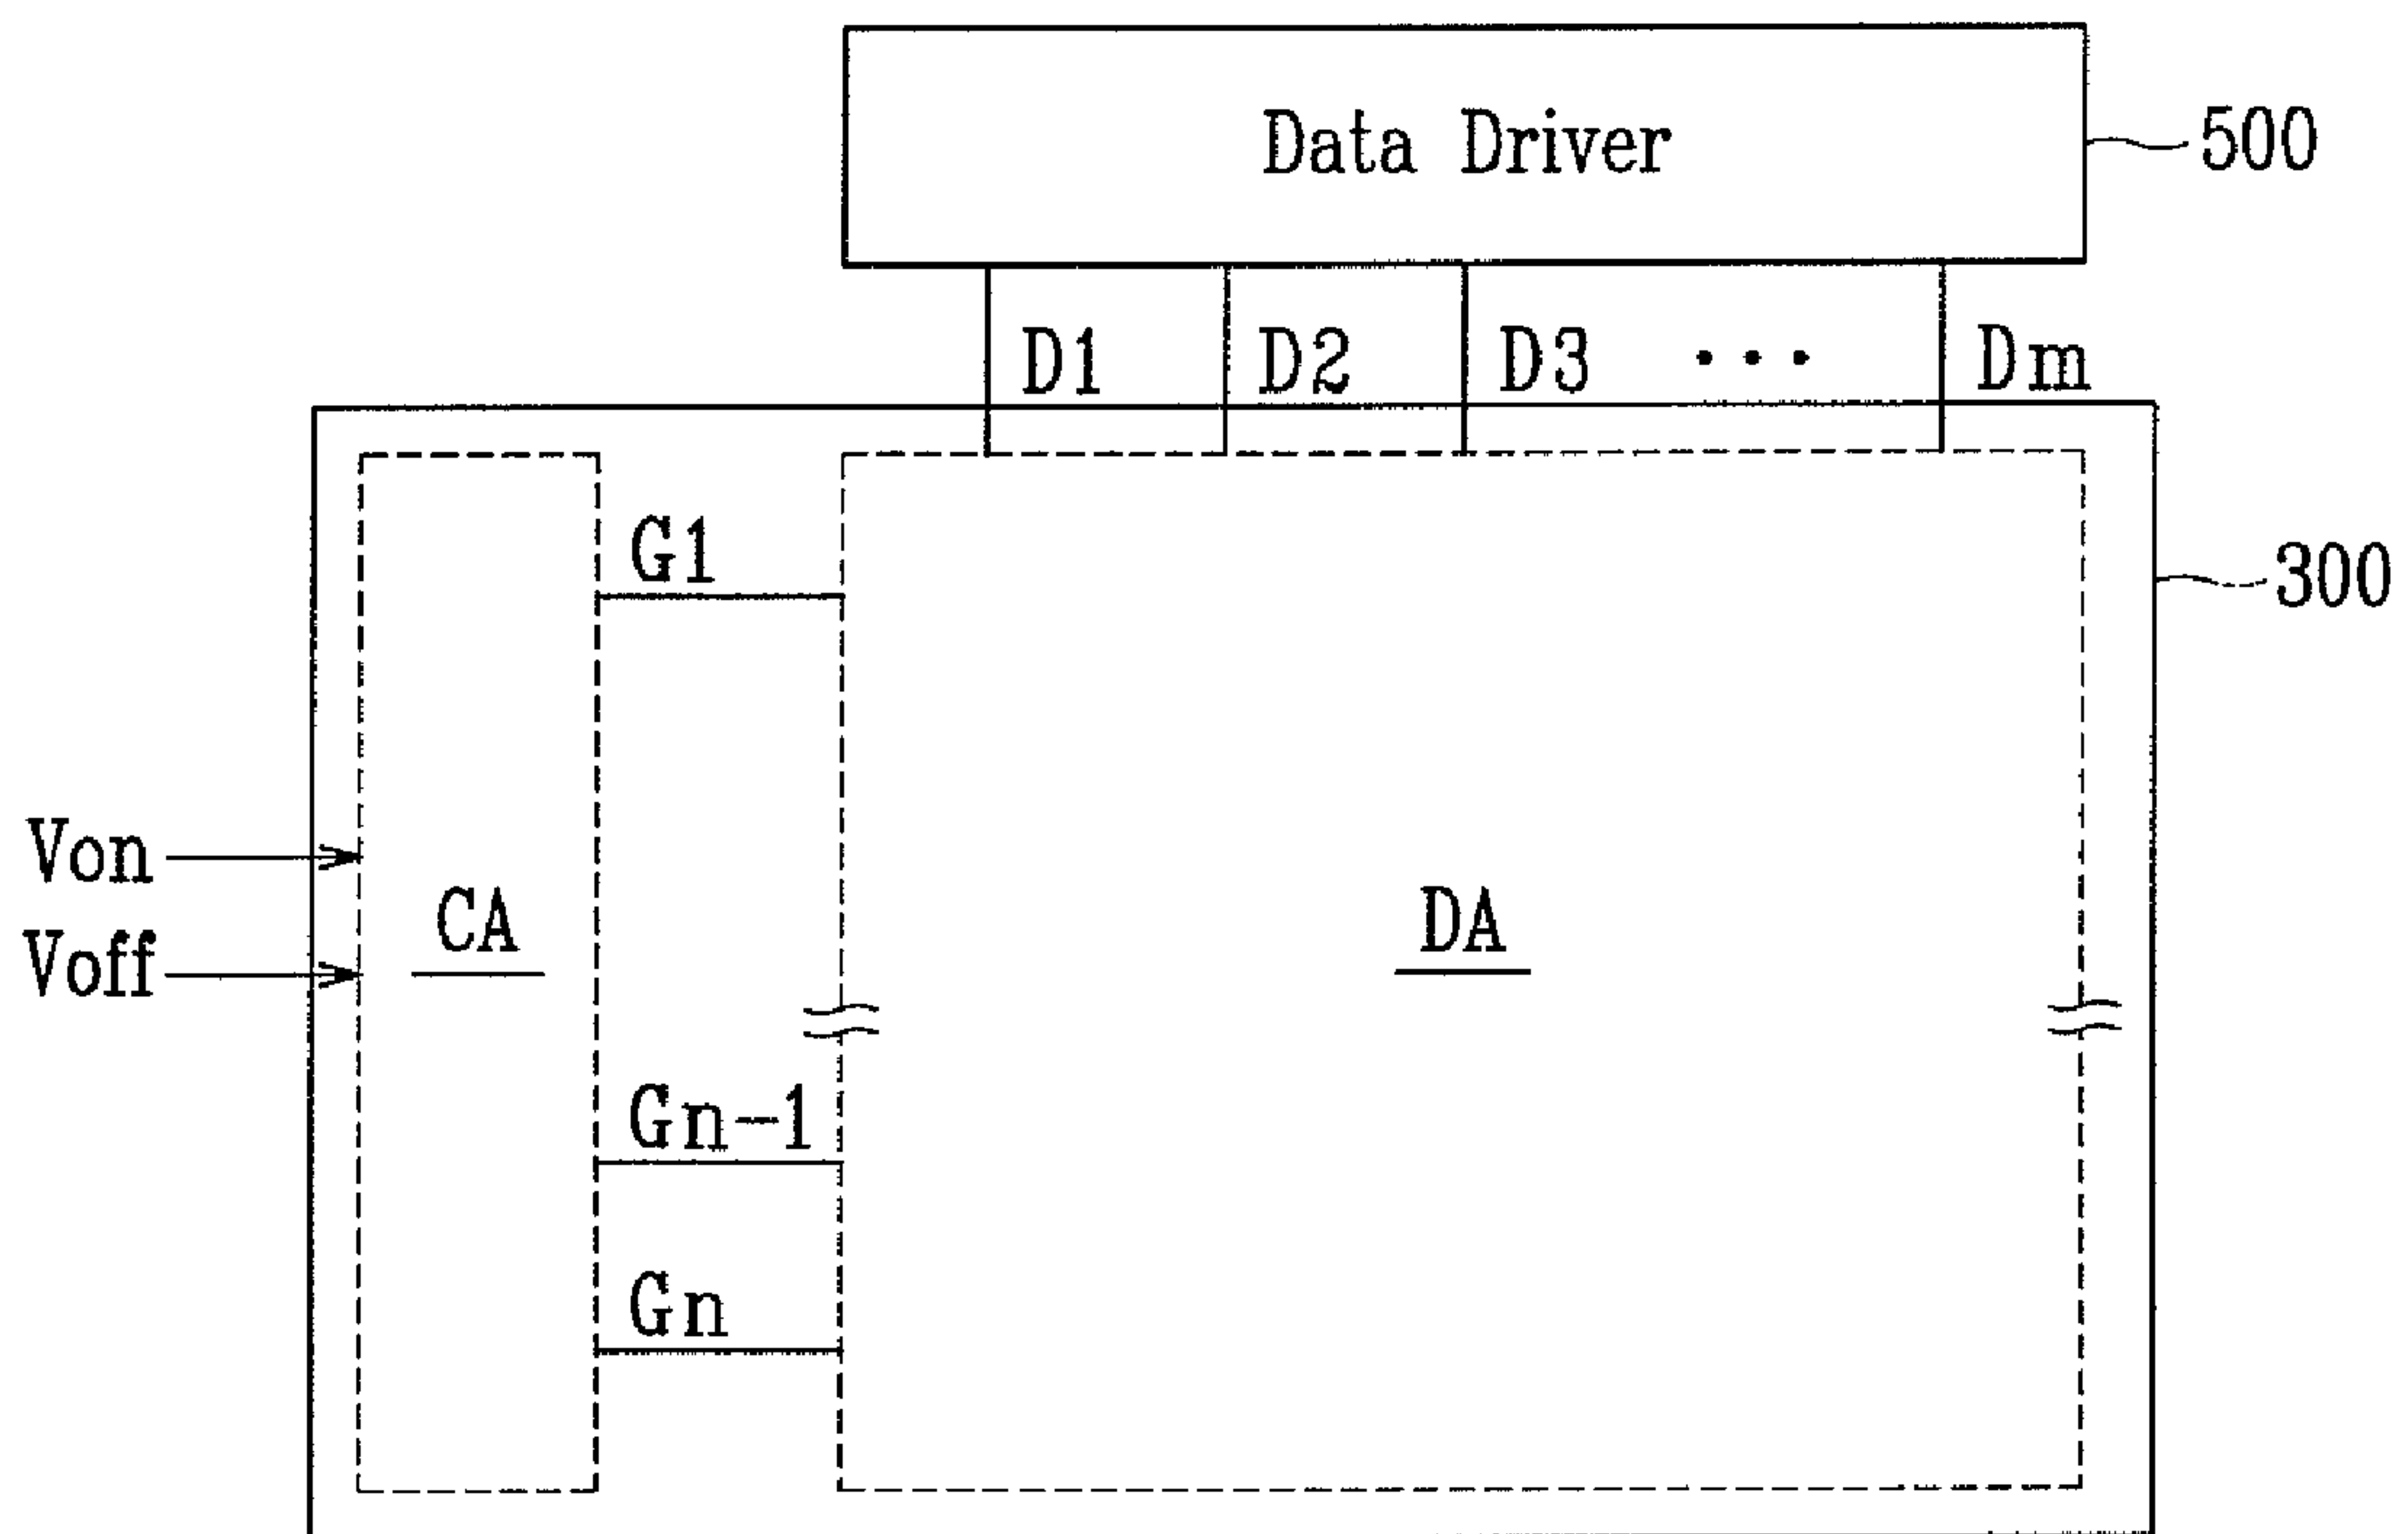 Data Driver
500
D1 D2 D3 ... Dm
G1
300
Von
Voff
CA
DA
Gn-1
Gn